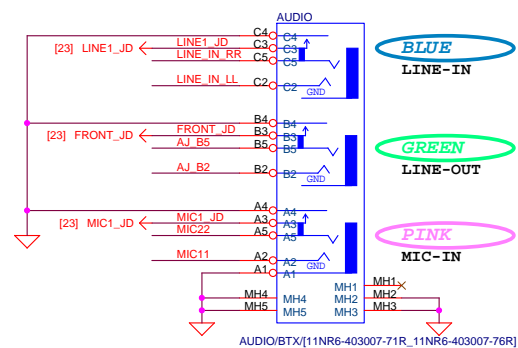 AUDIO
C4 C4
[23] LINE1_JD LINE1_JD C3 C3
LINE_IN_RR C5 C5
LINE_IN_LL C2 C2
GND
BLUE
LINE-IN
B4 B4
[23] FRONT_JD FRONT_JD B3 B3
AJ_B5 B5 B5
AJ_B2 B2 B2
GND
GREEN
LINE-OUT
A4 A4
[23] MIC1_JD MIC1_JD A3 A3
MIC22 A5 A5
MIC11 A2 A2
GND
A1 A1
PINK
MIC-IN
MH1 MH1
MH4 MH4 MH2 MH2
MH5 MH5 MH3 MH3
AUDIO/BTX/[11NR6-403007-71R_11NR6-403007-76R]